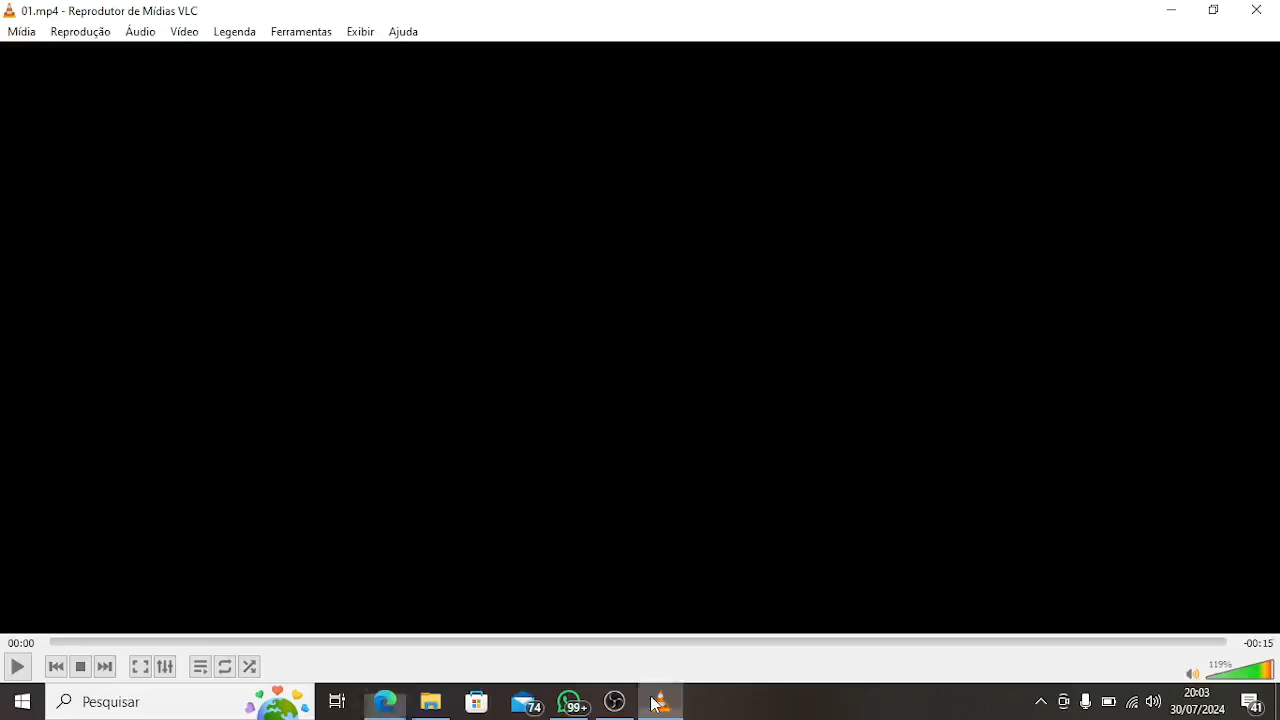 01.mp4 - Reprodutor de Mídias VLC
Mídia Reprodução Áudio Vídeo Legenda Ferramentas Exibir Ajuda
00:00 -00:15
119%
Pesquisar 74 99+ 20:03
30/07/2024 41